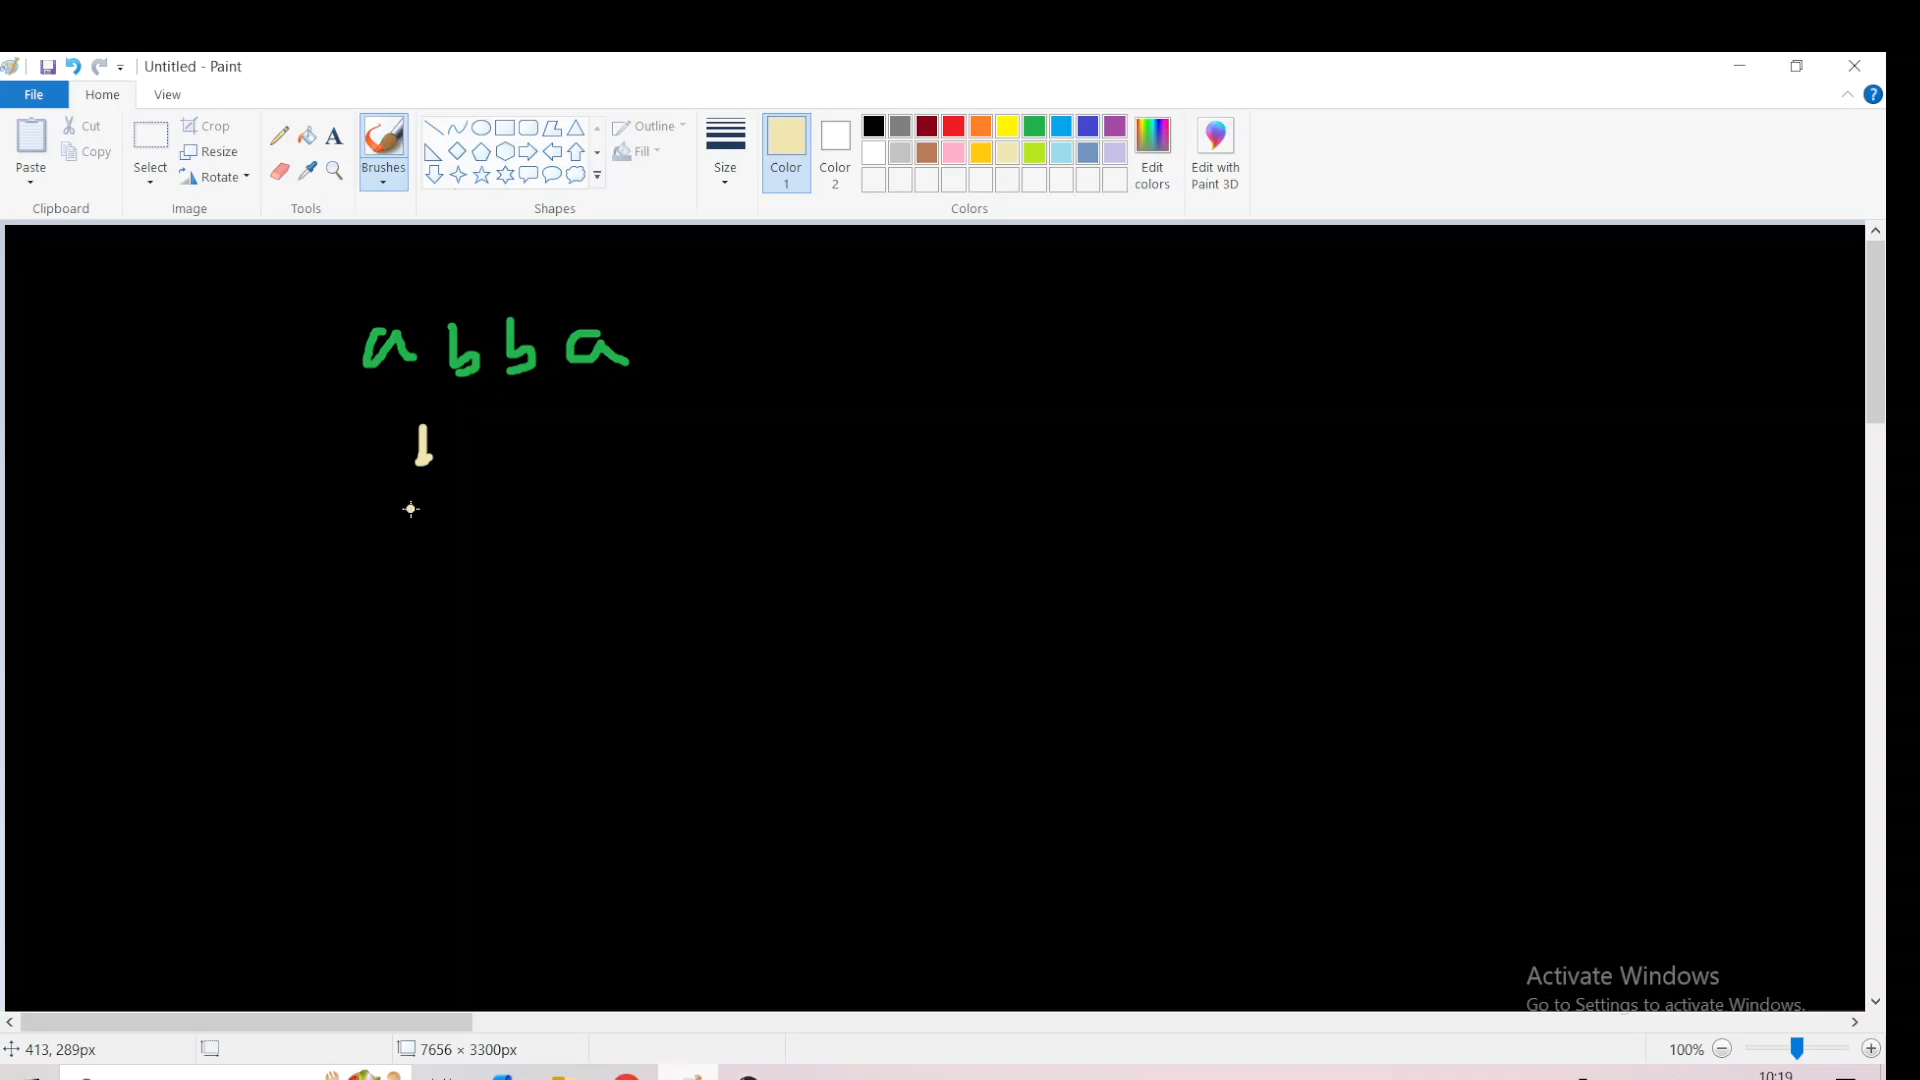 Untitled - Paint
File Home View
Paste
Cut
Copy
Clipboard
Select
Crop
Resize
Rotate
Image
Tools
Brushes
Shapes
Outline
Fill
Size
Color 1
Color 2
Edit colors
Colors
Edit with Paint 3D
a b b a
Activate Windows
Go to Settings to activate Windows.
413, 289px
7656 × 3300px
100%
10:19